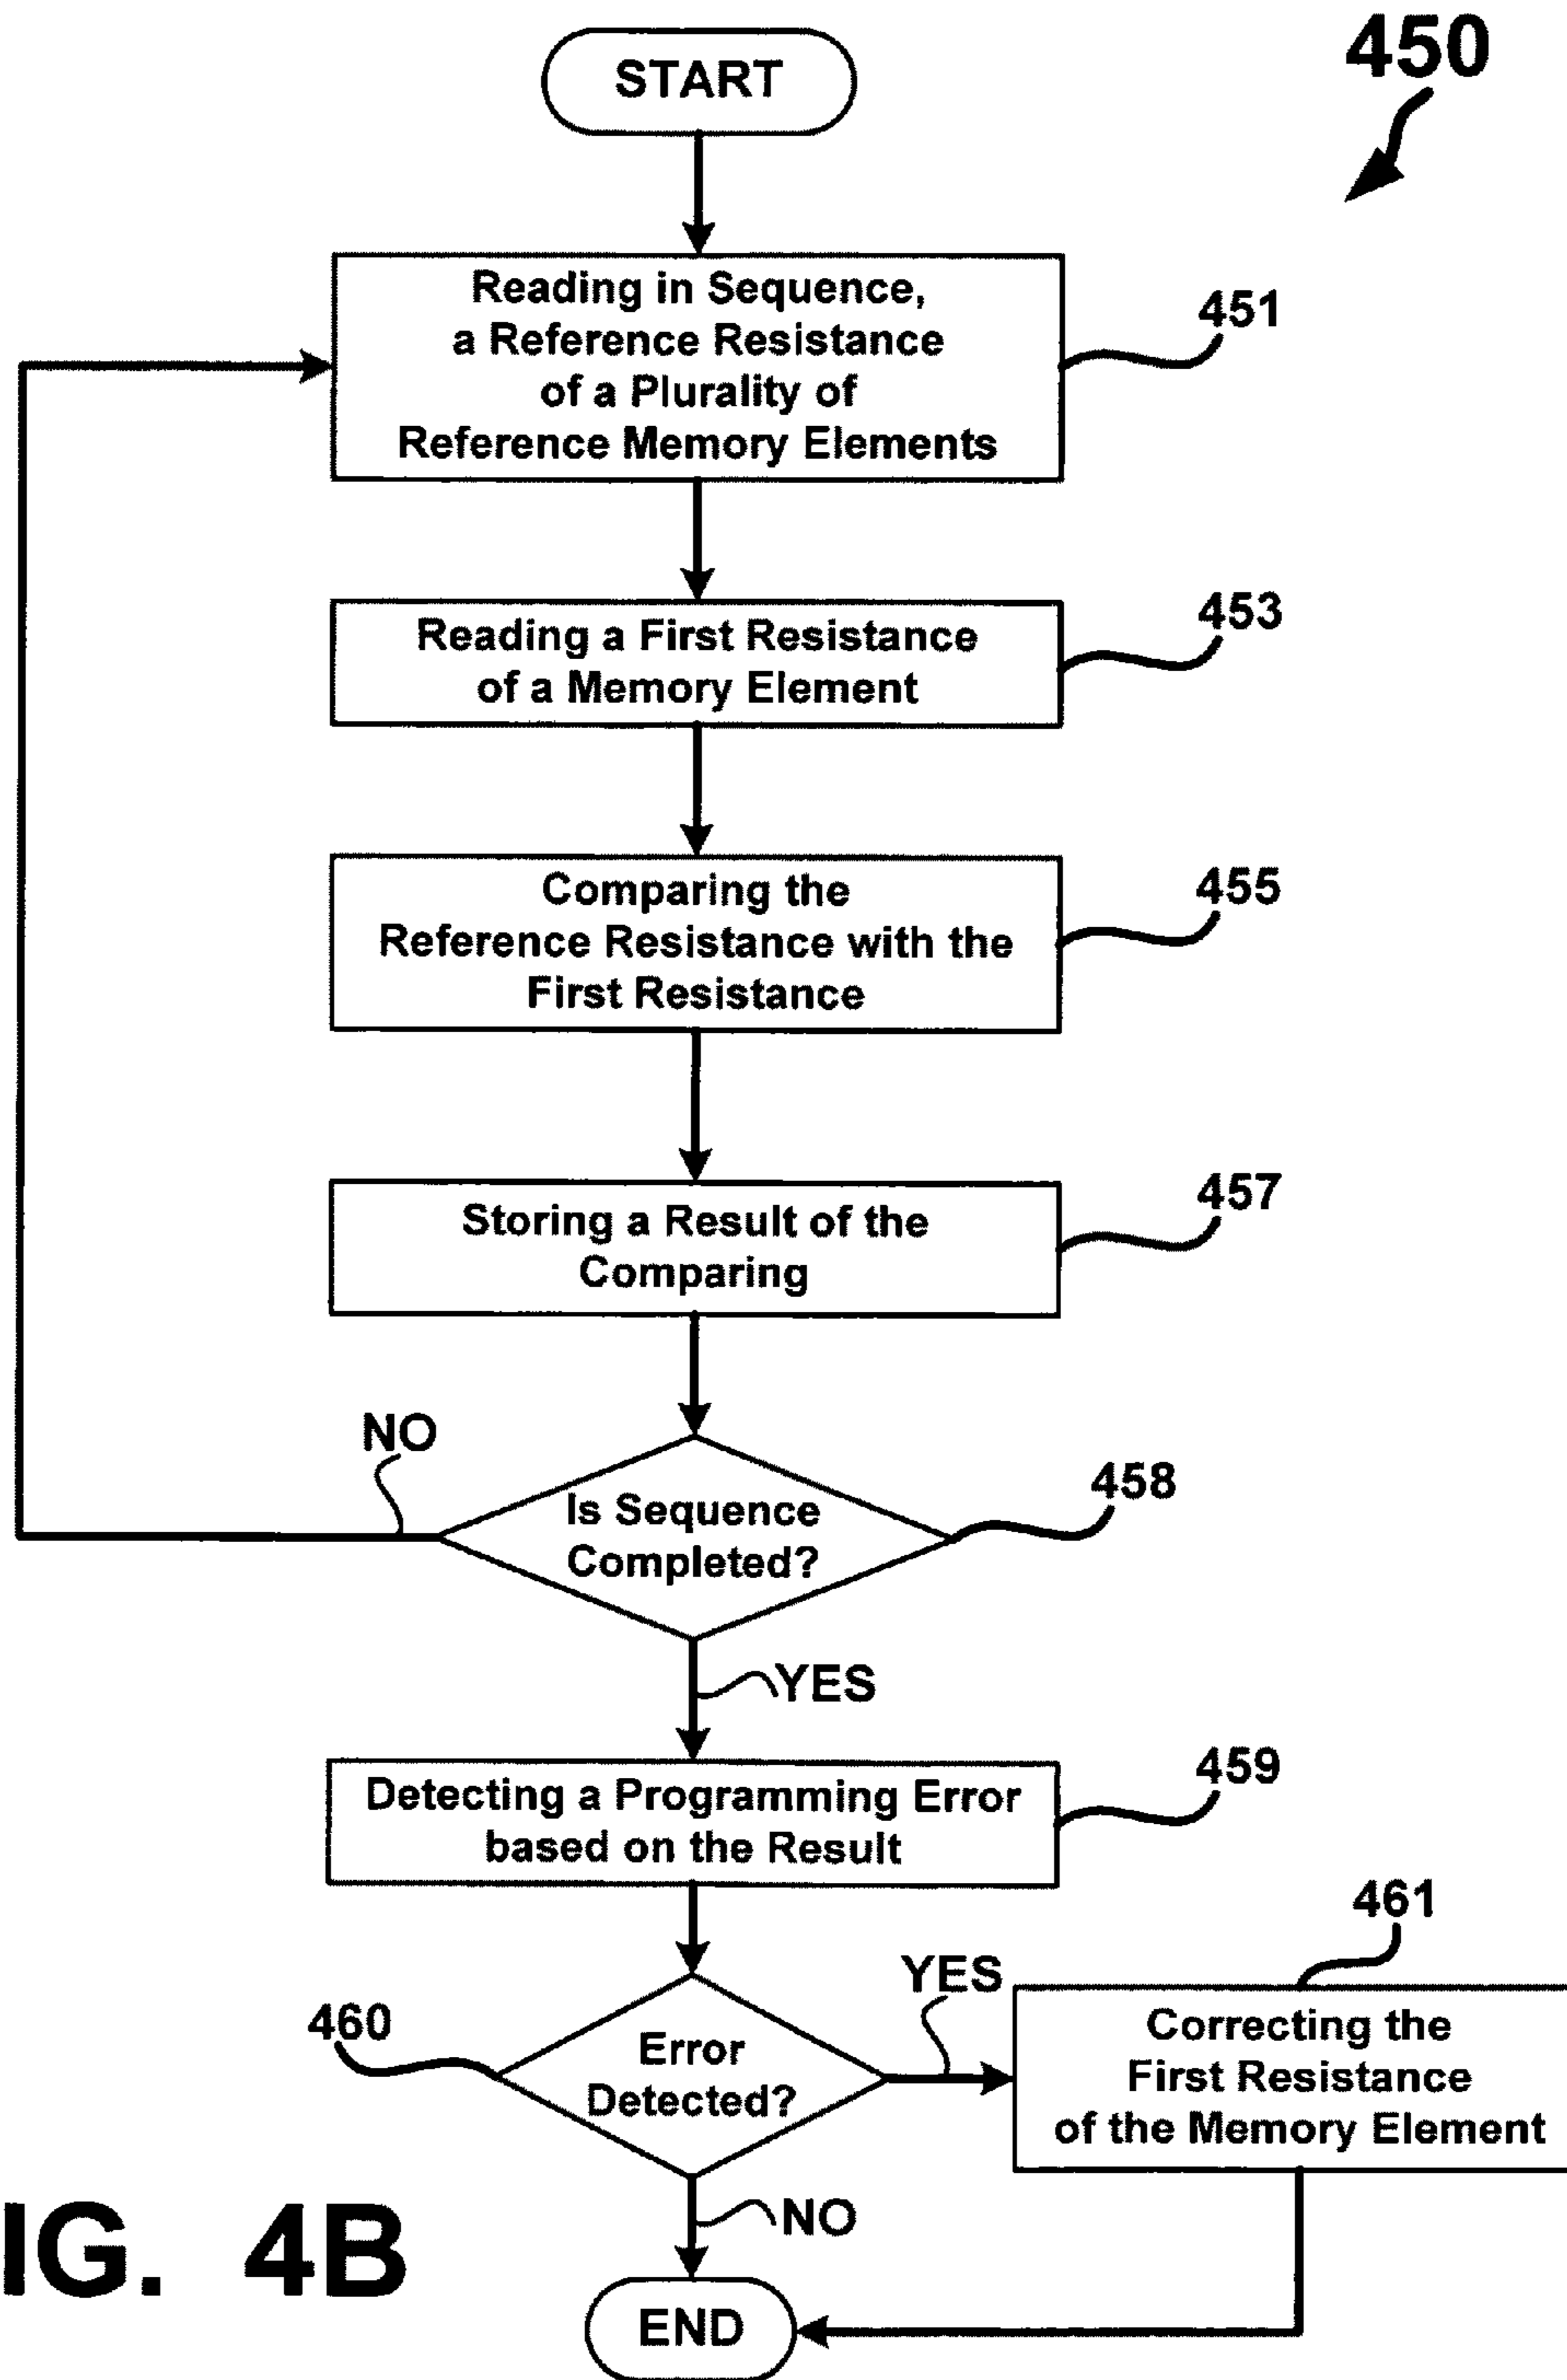 450
START
Reading in Sequence,
a Reference Resistance
of a Plurality of
Reference Memory Elements
451
Reading a First Resistance
of a Memory Element
453
Comparing the
Reference Resistance with the
First Resistance
455
Storing a Result of the
Comparing
457
NO
Is Sequence
Completed?
458
YES
Detecting a Programming Error
based on the Result
459
460
Error
Detected?
YES
461
Correcting the
First Resistance
of the Memory Element
NO
END
IG. 4B